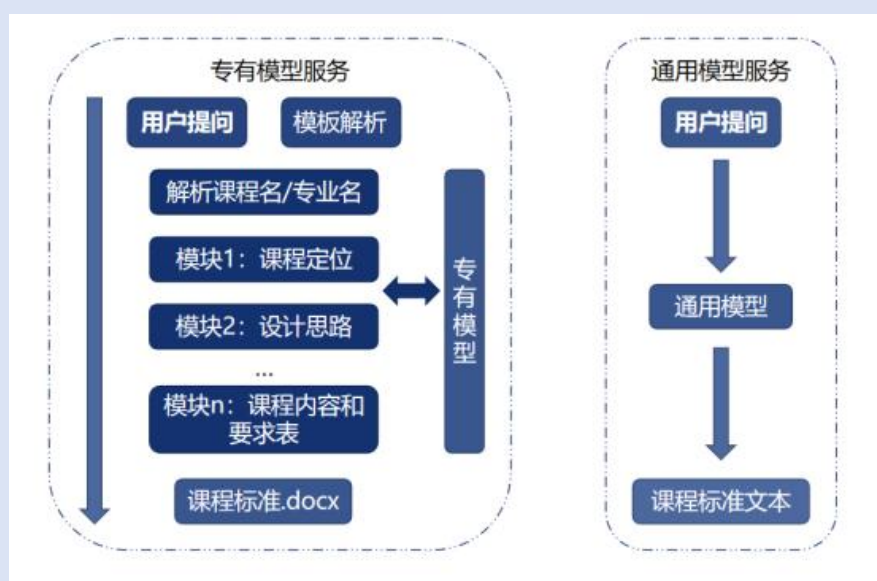 专有模型服务
用户提问
模板解析
解析课程名/专业名
模块1：课程定位
模块2：设计思路
...
模块n：课程内容和
要求表
专有模型
课程标准.docx
通用模型服务
用户提问
通用模型
课程标准文本